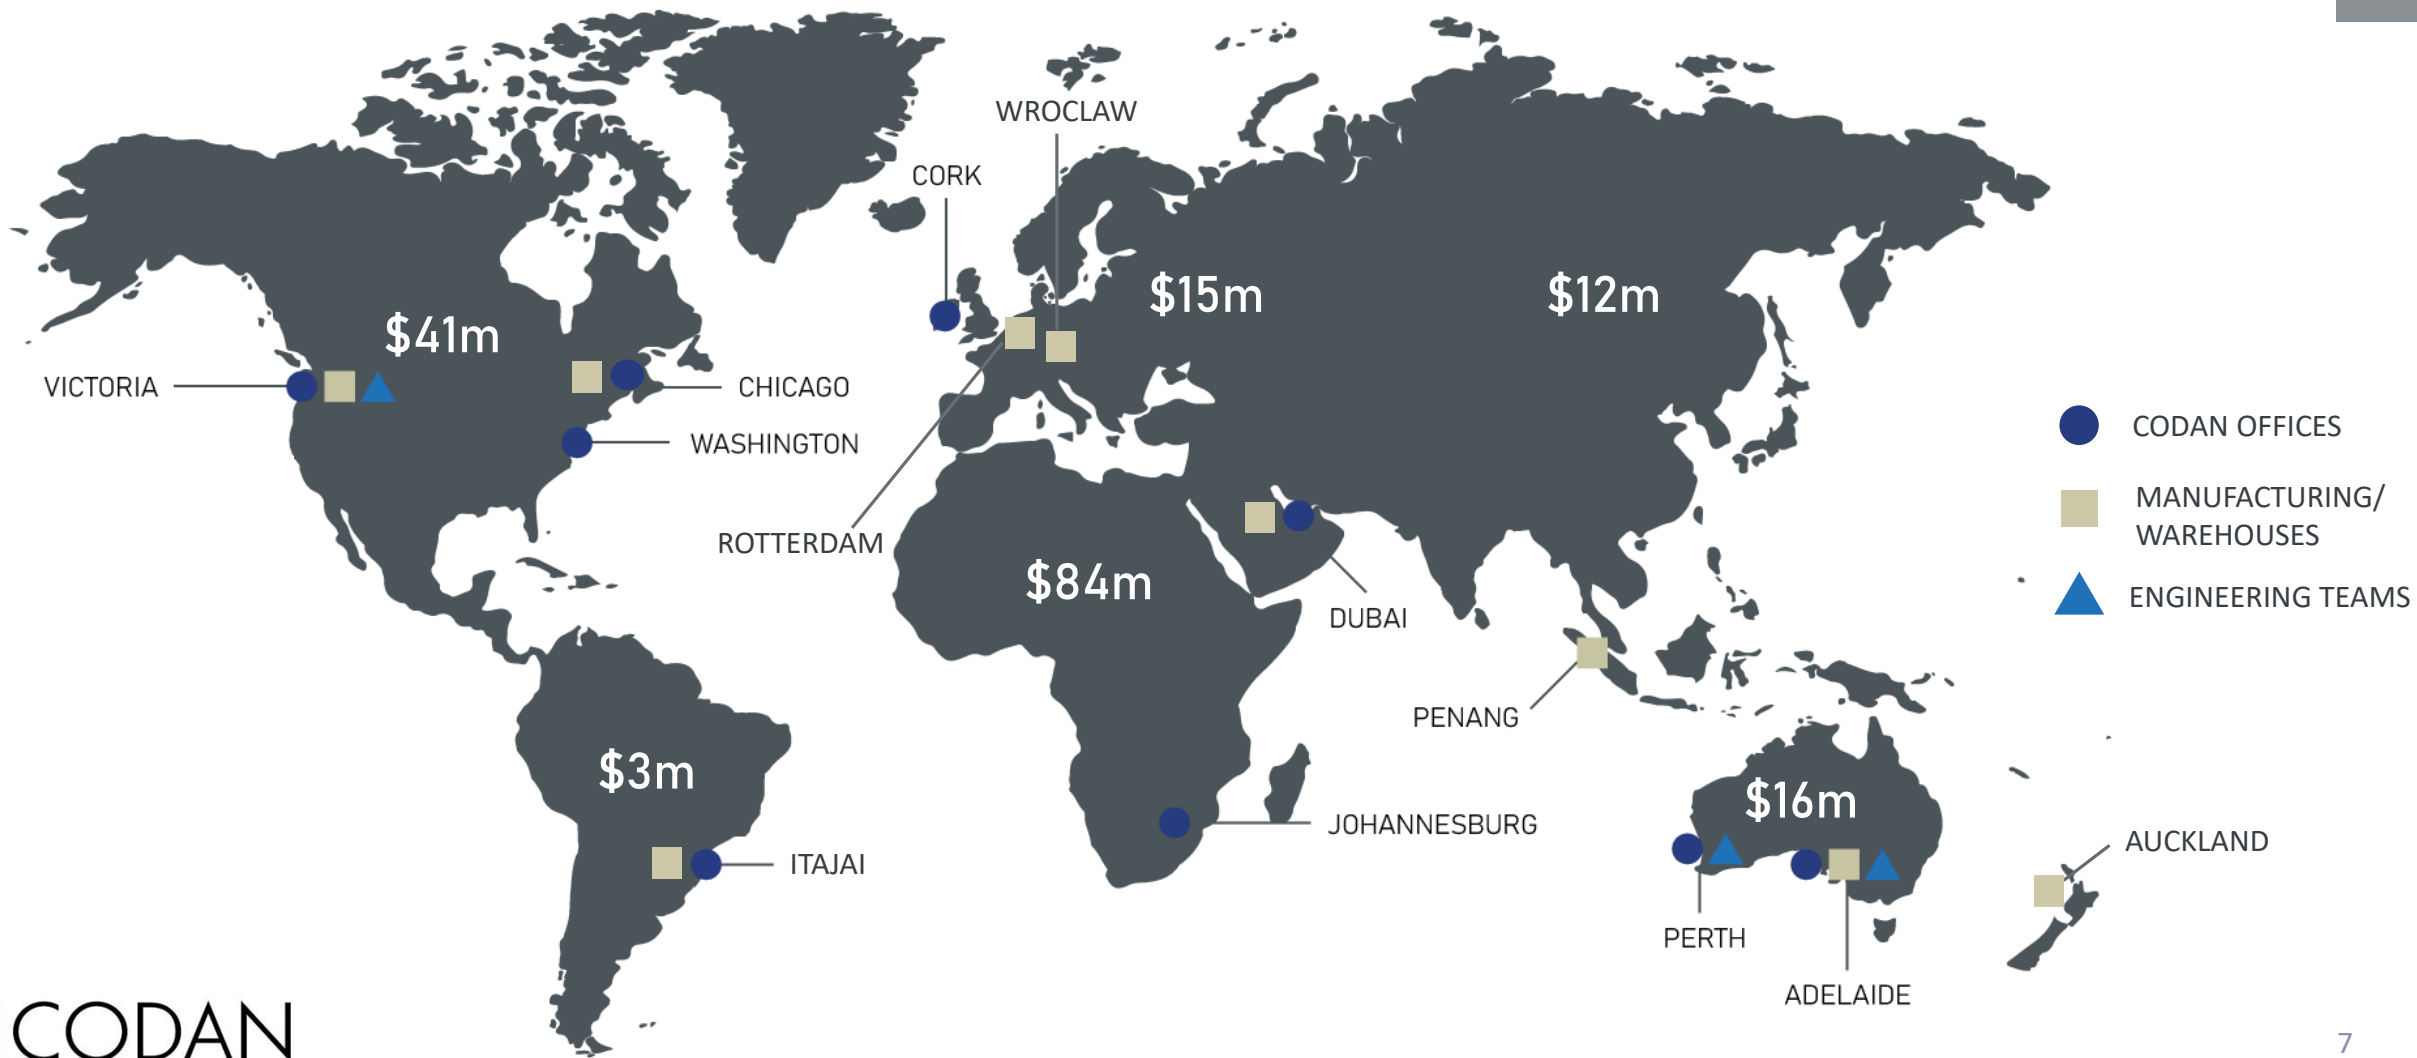 WROCLAW
CORK
$15m
$12m
$41m
VICTORIA
CHICAGO
WASHINGTON
ROTTERDAM
$84m
DUBAI
PENANG
$3m
$16m
JOHANNESBURG
ITAJAI
AUCKLAND
PERTH
ADELAIDE
CODAN OFFICES
MANUFACTURING/
WAREHOUSES
ENGINEERING TEAMS
CODAN
7